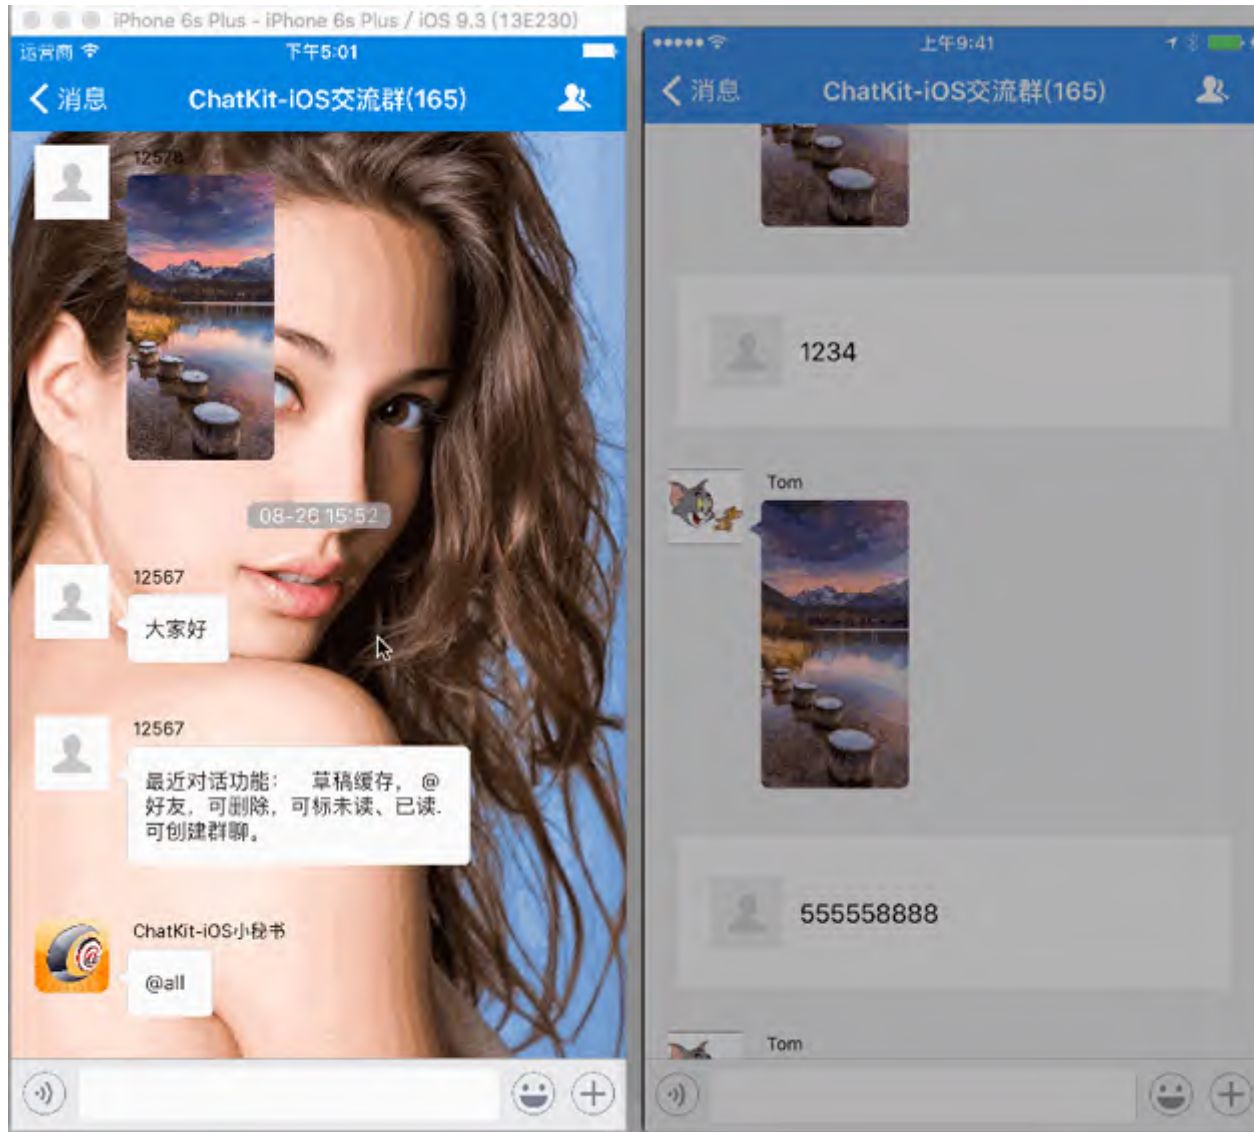 iPhone 6s Plus - iPhone 6s Plus / iOS 9.3 (13E230)
运营商 下午5:01
消息 ChatKit-iOS交流群(165)
12578
08-26 15:52
12567
大家好
12567
最近对话功能： 草稿缓存，@
好友，可删除，可标未读、已读.
可创建群聊。
ChatKit-iOS小秘书
@all
上午9:41
消息 ChatKit-iOS交流群(165)
1234
Tom
555558888
Tom